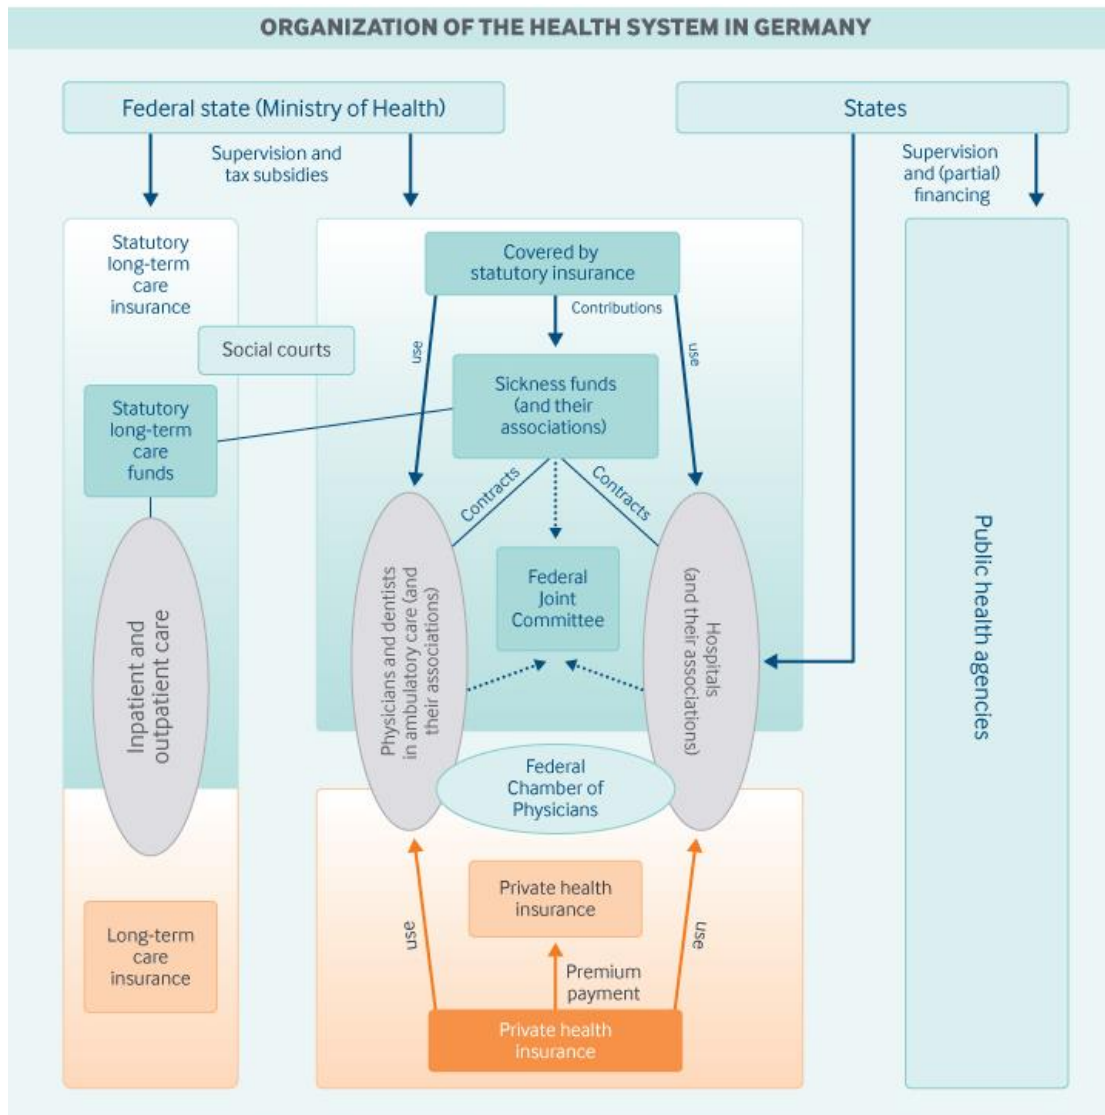 ORGANIZATION OF THE HEALTH SYSTEM IN GERMANY
Federal state (Ministry of Health)
States
Supervision and
tax subsidies
Supervision
and (partial)
financing
Statutory
long-term
care
insurance
Covered by
statutory insurance
Contributions
use
use
Social courts
Sickness funds
(and their
associations)
Statutory
long-term
care
funds
Contracts
Contracts
Federal
Joint
Committee
Inpatient and
outpatient care
Physicians and dentists
in ambulatory care (and
their associations)
Hospitals
(and their associations)
Public health agencies
Federal
Chamber of
Physicians
Private health
insurance
use
use
Long-term
care
insurance
Premium
payment
Private health
insurance